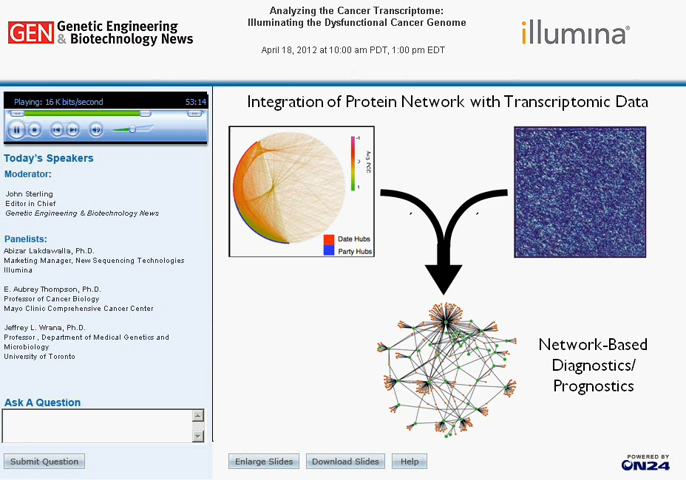 GEN Genetic Engineering
& Biotechnology News
Analyzing the Cancer Transcriptome:
Illuminating the Dysfunctional Cancer Genome
April 18, 2012 at 10:00 am PDT, 1:00 pm EDT
illumina®
Playing: 16 K bits/second 53:14
Today's Speakers
Moderator:
John Sterling
Editor in Chief
Genetic Engineering & Biotechnology News
Panelists:
Abizar Lakdawalla, Ph.D.
Marketing Manager, New Sequencing Technologies
Illumina
E. Aubrey Thompson, Ph.D.
Professor of Cancer Biology
Mayo Clinic Comprehensive Cancer Center
Jeffrey L. Wrana, Ph.D.
Professor , Department of Medical Genetics and
Microbiology
University of Toronto
Ask A Question
Submit Question
Integration of Protein Network with Transcriptomic Data
Avg PCC
Date Hubs
Party Hubs
Network-Based
Diagnostics/
Prognostics
Enlarge Slides
Download Slides
Help
POWERED BY
ON24